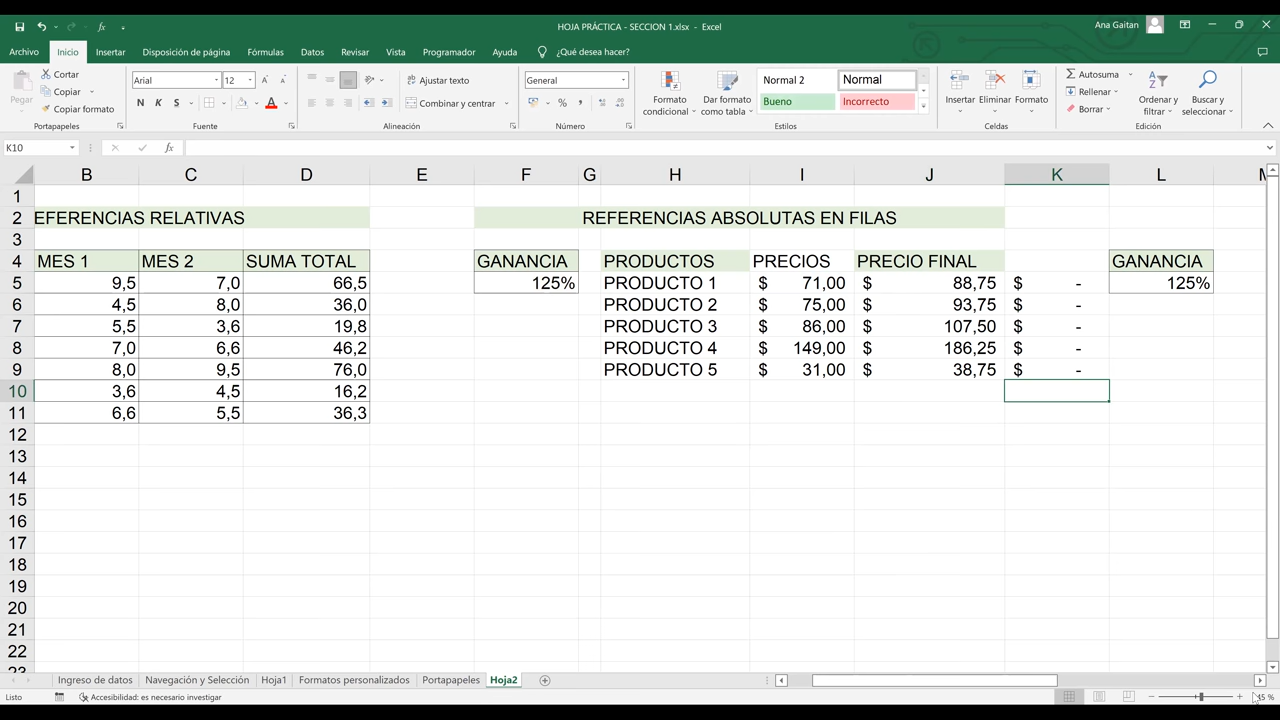 HOJA PRÁCTICA - SECCION 1.xlsx - Excel
Ana Gaitan
Archivo Inicio Insertar Disposición de página Fórmulas Datos Revisar Vista Programador Ayuda ¿Qué desea hacer?
Pegar
Cortar
Copiar
Copiar formato
Portapapeles
Arial 12
N K S
Fuente
Ajustar texto
Combinar y centrar
Alineación
General
Número
Formato condicional
Dar formato como tabla
Normal 2 Normal
Bueno Incorrecto
Estilos
Insertar Eliminar Formato
Celdas
Autosuma
Rellenar
Borrar
Ordenar y filtrar
Buscar y seleccionar
Edición
K10 fx
B C D E F G H I J K L
1
2 EFERENCIAS RELATIVAS REFERENCIAS ABSOLUTAS EN FILAS
3
4 MES 1 MES 2 SUMA TOTAL GANANCIA PRODUCTOS PRECIOS PRECIO FINAL GANANCIA
5 9,5 7,0 66,5 125% PRODUCTO 1 $ 71,00 $ 88,75 $ - 125%
6 4,5 8,0 36,0 PRODUCTO 2 $ 75,00 $ 93,75 $ -
7 5,5 3,6 19,8 PRODUCTO 3 $ 86,00 $ 107,50 $ -
8 7,0 6,6 46,2 PRODUCTO 4 $ 149,00 $ 186,25 $ -
9 8,0 9,5 76,0 PRODUCTO 5 $ 31,00 $ 38,75 $ -
10 3,6 4,5 16,2
11 6,6 5,5 36,3
12
13
14
15
16
17
18
19
20
21
22
Ingreso de datos Navegación y Selección Hoja1 Formatos personalizados Portapapeles Hoja2
Listo Accesibilidad: es necesario investigar